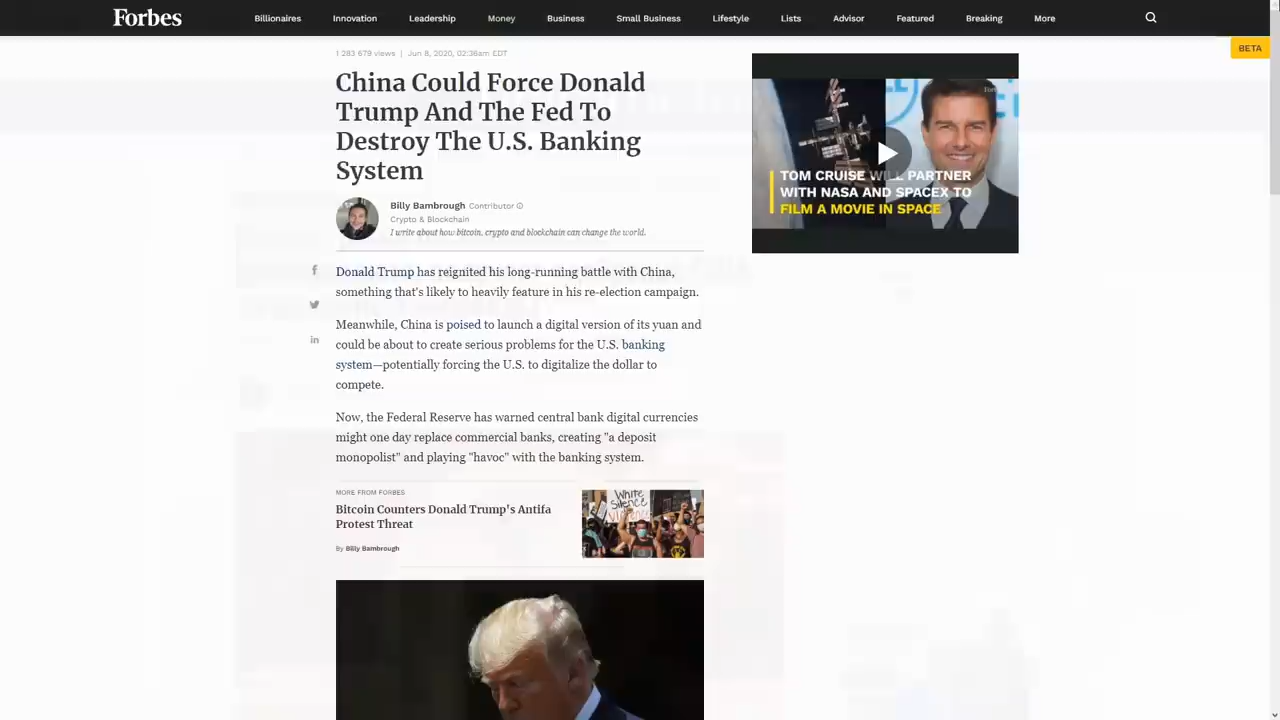 Forbes
Billionaires
Innovation
Leadership
Money
Business
Small Business
Lifestyle
Lists
Advisor
Featured
Breaking
More
BETA
1 283 679 views | Jun 8, 2020, 02:36am EDT
China Could Force Donald
Trump And The Fed To
Destroy The U.S. Banking
System
Billy Bambrough Contributor
Crypto & Blockchain
I write about how bitcoin, crypto and blockchain can change the world.
Donald Trump has reignited his long-running battle with China,
something that's likely to heavily feature in his re-election campaign.
Meanwhile, China is poised to launch a digital version of its yuan and
could be about to create serious problems for the U.S. banking
system—potentially forcing the U.S. to digitalize the dollar to
compete.
Now, the Federal Reserve has warned central bank digital currencies
might one day replace commercial banks, creating "a deposit
monopolist" and playing "havoc" with the banking system.
MORE FROM FORBES
Bitcoin Counters Donald Trump's Antifa
Protest Threat
By Billy Bambrough
White
Silence
Violence
TOM CRUISE WILL PARTNER
WITH NASA AND SPACEX TO
FILM A MOVIE IN SPACE